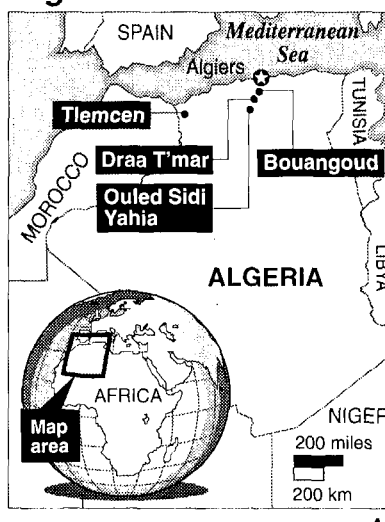 SPAIN
Mediterranean
Sea
Algiers
TUNISIA
Tlemcen
Draa T'mar
Bouangoud
Ouled Sidi
Yahia
MOROCCO
LIBYA
ALGERIA
AFRICA
Map
area
NIGER
200 miles
200 km